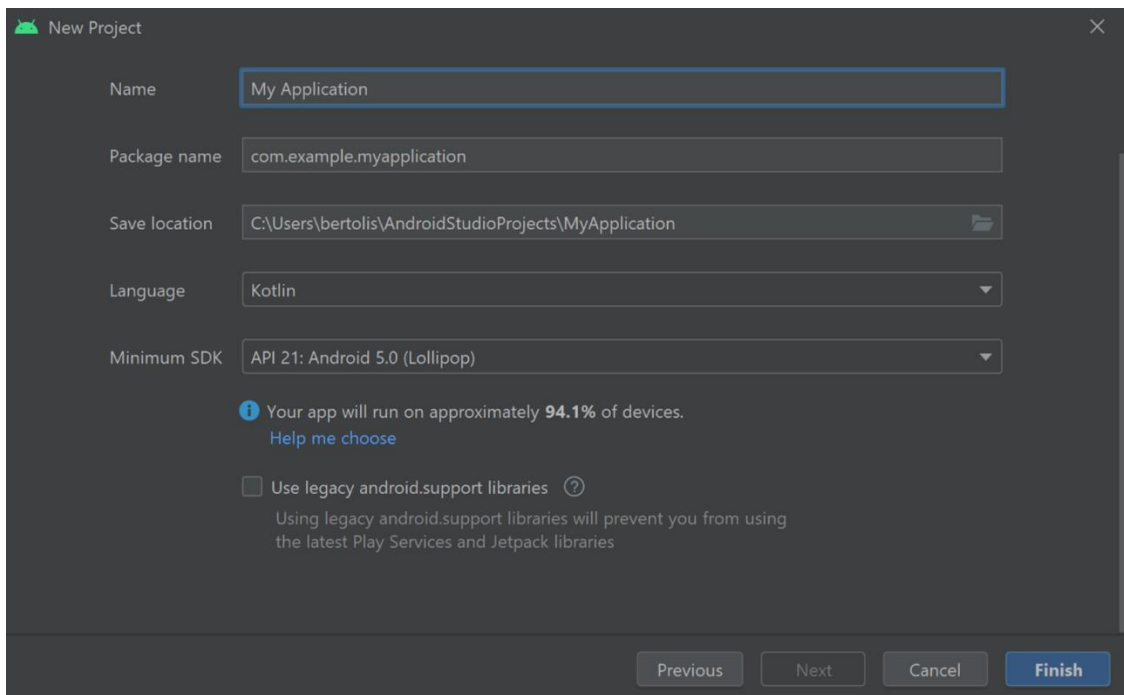 New Project
Name My Application
Package name com.example.myapplication
Save location C:\Users\bertolis\AndroidStudioProjects\MyApplication
Language Kotlin
Minimum SDK API 21: Android 5.0 (Lollipop)
Your app will run on approximately 94.1% of devices.
Help me choose
Use legacy android.support libraries
Using legacy android.support libraries will prevent you from using
the latest Play Services and Jetpack libraries
Previous Next Cancel Finish